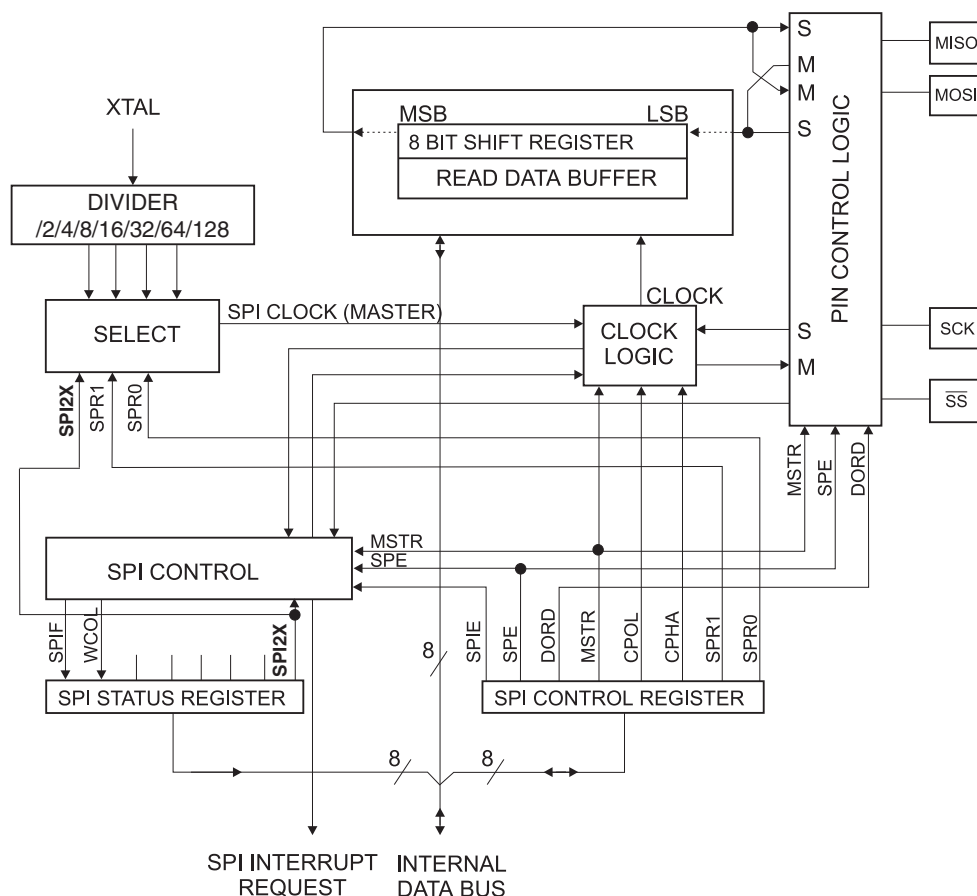 S
MISO
M
MOSI
M
S
XTAL
MSB
LSB
8 BIT SHIFT REGISTER
READ DATA BUFFER
DIVIDER
/2/4/8/16/32/64/128
PIN CONTROL LOGIC
SPI CLOCK (MASTER)
CLOCK
SELECT
CLOCK
LOGIC
S
SCK
M
SS
SPI2X
SPR1
SPR0
MSTR
SPE
DORD
SPI CONTROL
MSTR
SPE
SPIF
WCOL
SPI2X
8
SPIE
SPE
DORD
MSTR
CPOL
CPHA
SPR1
SPR0
SPI STATUS REGISTER
SPI CONTROL REGISTER
8
8
SPI INTERRUPT
REQUEST
INTERNAL
DATA BUS